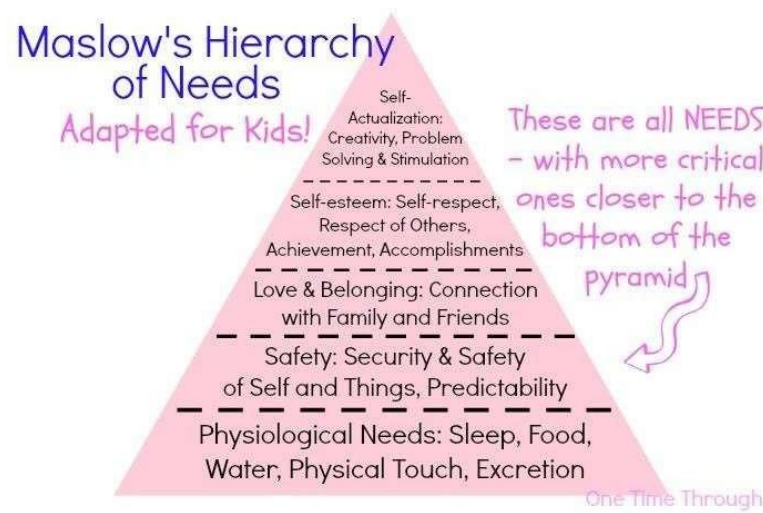 Maslow's Hierarchy
of Needs
Adapted for Kids!
Self-
Actualization:
Creativity, Problem
Solving & Stimulation
Self-esteem: Self-respect,
Respect of Others,
Achievement, Accomplishments
Love & Belonging: Connection
with Family and Friends
Safety: Security & Safety
of Self and Things, Predictability
Physiological Needs: Sleep, Food,
Water, Physical Touch, Excretion
These are all NEEDS
- with more critical
ones closer to the
bottom of the
pyramid
One Time Through